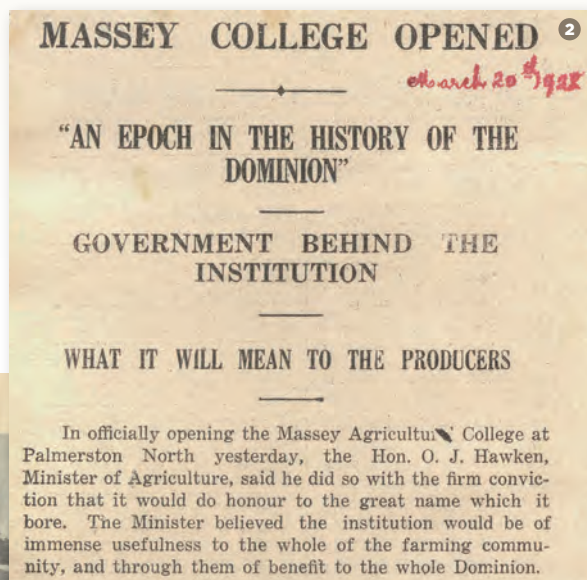 MASSEY COLLEGE OPENED
2
March 20th 1928
"AN EPOCH IN THE HISTORY OF THE
DOMINION"
GOVERNMENT BEHIND THE
INSTITUTION
WHAT IT WILL MEAN TO THE PRODUCERS
In officially opening the Massey Agricultural College at
Palmerston North yesterday, the Hon. O. J. Hawken,
Minister of Agriculture, said he did so with the firm convic-
tion that it would do honour to the great name which it
bore. The Minister believed the institution would be of
immense usefulness to the whole of the farming commu-
nity, and through them of benefit to the whole Dominion.